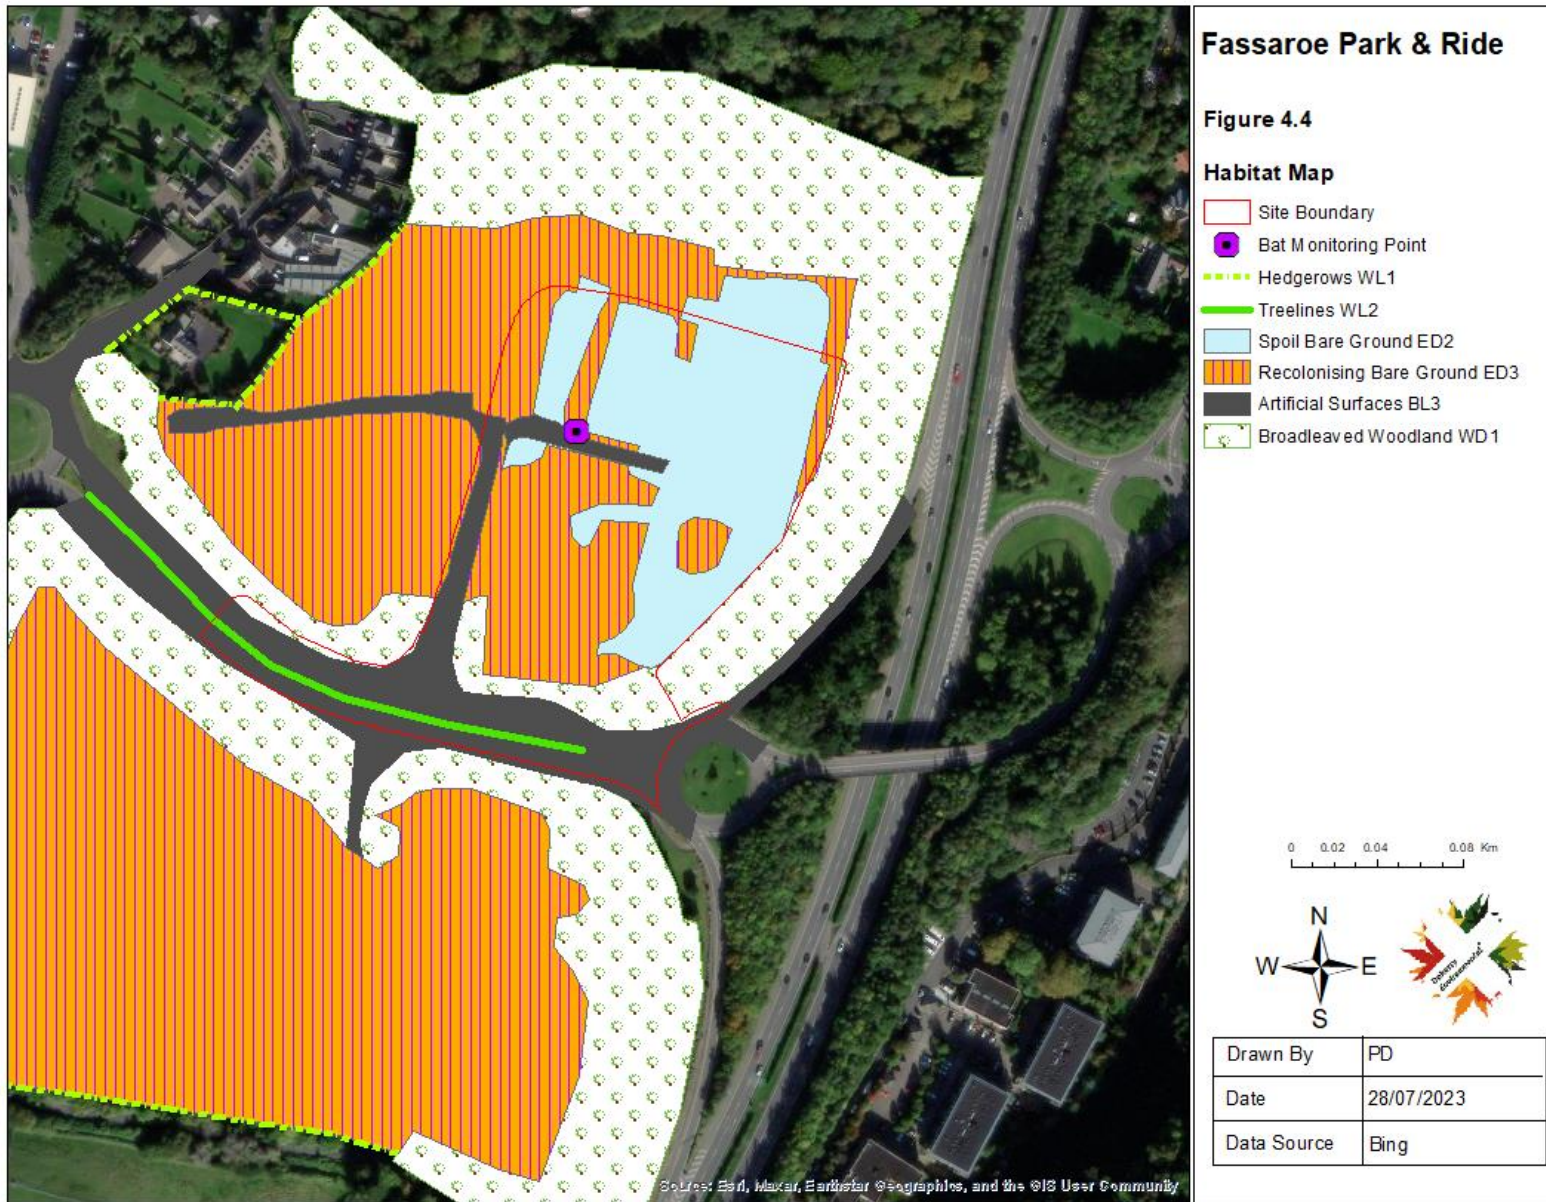 Fassaroe Park & Ride
Figure 4.4
Habitat Map
Site Boundary
Bat Monitoring Point
Hedgerows WL1
Treelines WL2
Spoil Bare Ground ED2
Recolonising Bare Ground ED3
Artificial Surfaces BL3
Broadleaved Woodland WD1
0 0.02 0.04 0.08 Km
N
W E
S
Doherty
Environmental
Drawn By PD
Date 28/07/2023
Data Source Bing
Source: Esri, Maxar, Earthstar Geographics, and the GIS User Community